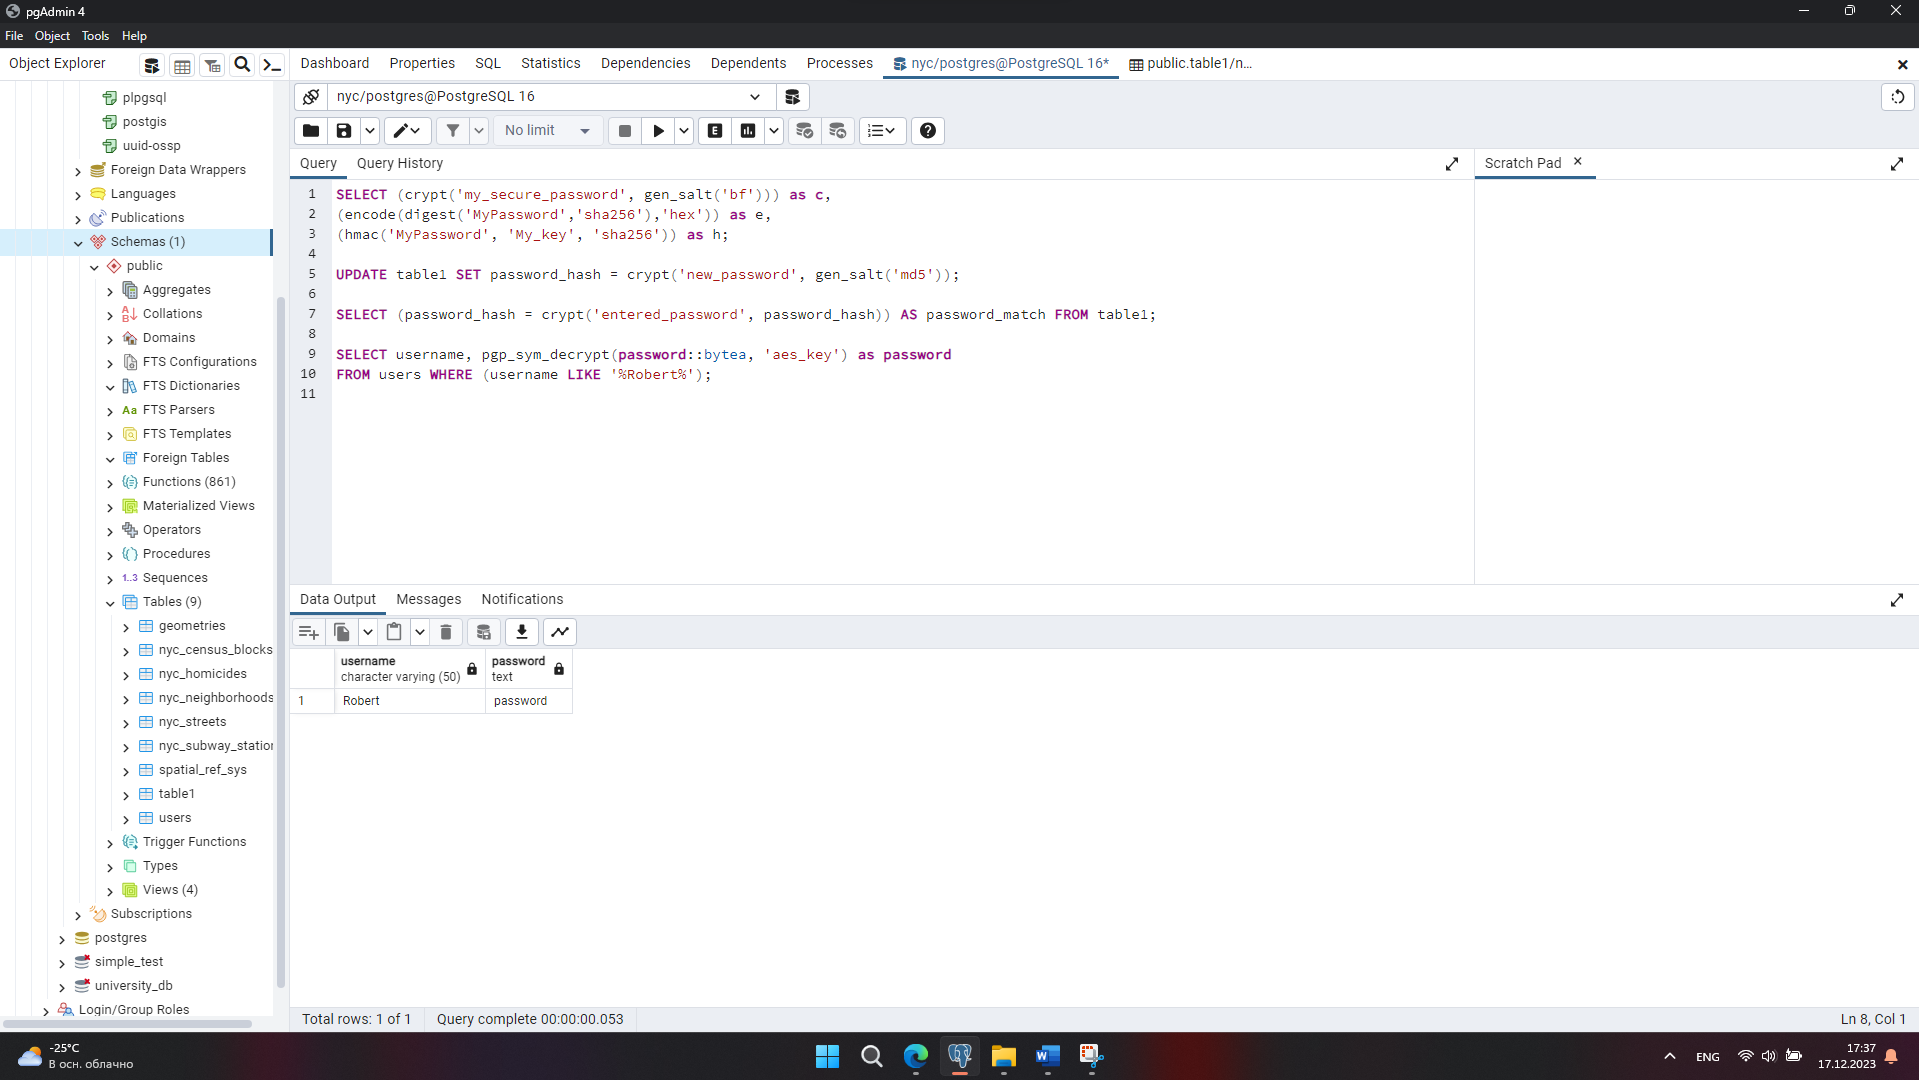 pgAdmin 4
File Object Tools Help
Object Explorer
Dashboard Properties SQL Statistics Dependencies Dependents Processes nyc/postgres@PostgreSQL 16* public.table1/n...
plpgsql
postgis
uuid-ossp
Foreign Data Wrappers
Languages
Publications
Schemas (1)
public
Aggregates
Collations
Domains
FTS Configurations
FTS Dictionaries
Aa FTS Parsers
FTS Templates
Foreign Tables
Functions (861)
Materialized Views
Operators
Procedures
1..3 Sequences
Tables (9)
geometries
nyc_census_blocks
nyc_homicides
nyc_neighborhoods
nyc_streets
nyc_subway_station
spatial_ref_sys
table1
users
Trigger Functions
Types
Views (4)
Subscriptions
postgres
simple_test
university_db
Login/Group Roles
nyc/postgres@PostgreSQL 16
No limit
E
Query Query History
Scratch Pad
1 SELECT (crypt('my_secure_password', gen_salt('bf'))) as c,
2 (encode(digest('MyPassword','sha256'),'hex')) as e,
3 (hmac('MyPassword', 'My_key', 'sha256')) as h;
4
5 UPDATE table1 SET password_hash = crypt('new_password', gen_salt('md5'));
6
7 SELECT (password_hash = crypt('entered_password', password_hash)) AS password_match FROM table1;
8
9 SELECT username, pgp_sym_decrypt(password::bytea, 'aes_key') as password
10 FROM users WHERE (username LIKE '%Robert%');
11
Data Output Messages Notifications
username password
character varying (50) text
1 Robert password
Total rows: 1 of 1 Query complete 00:00:00.053 Ln 8, Col 1
-25°C
В осн. облачно
ENG
17:37
17.12.2023